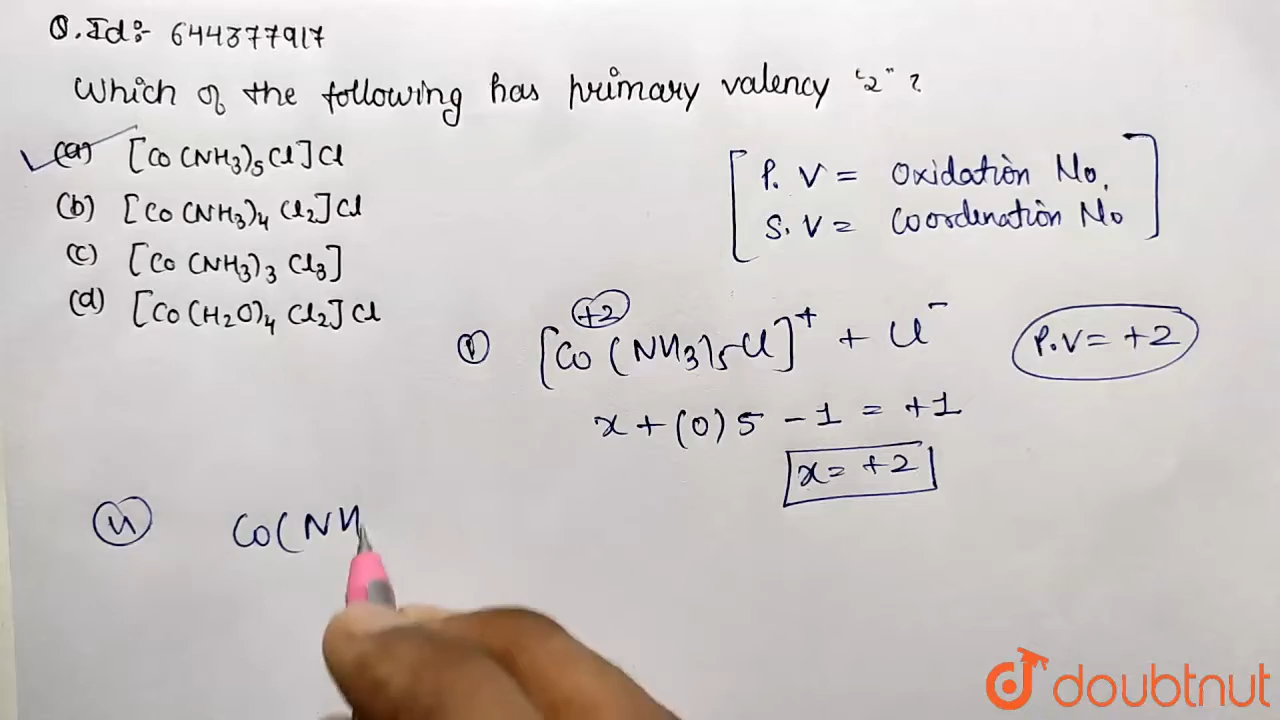 Q.Id:- 644377917
Which of the following has primary valency "2" ?
(a) [Co(NH3)5Cl]Cl
(b) [Co(NH3)4Cl2]Cl
(c) [Co(NH3)3Cl3]
(d) [Co(H2O)4Cl2]Cl
[P.V = Oxidation No.
S.V = Coordenation No]
(1) [Co(NH3)5Cl]+ + Cl-
+2
P.V = +2
x + (0)5 - 1 = +1
x = +2
(ii) Co(NH
doubtnut